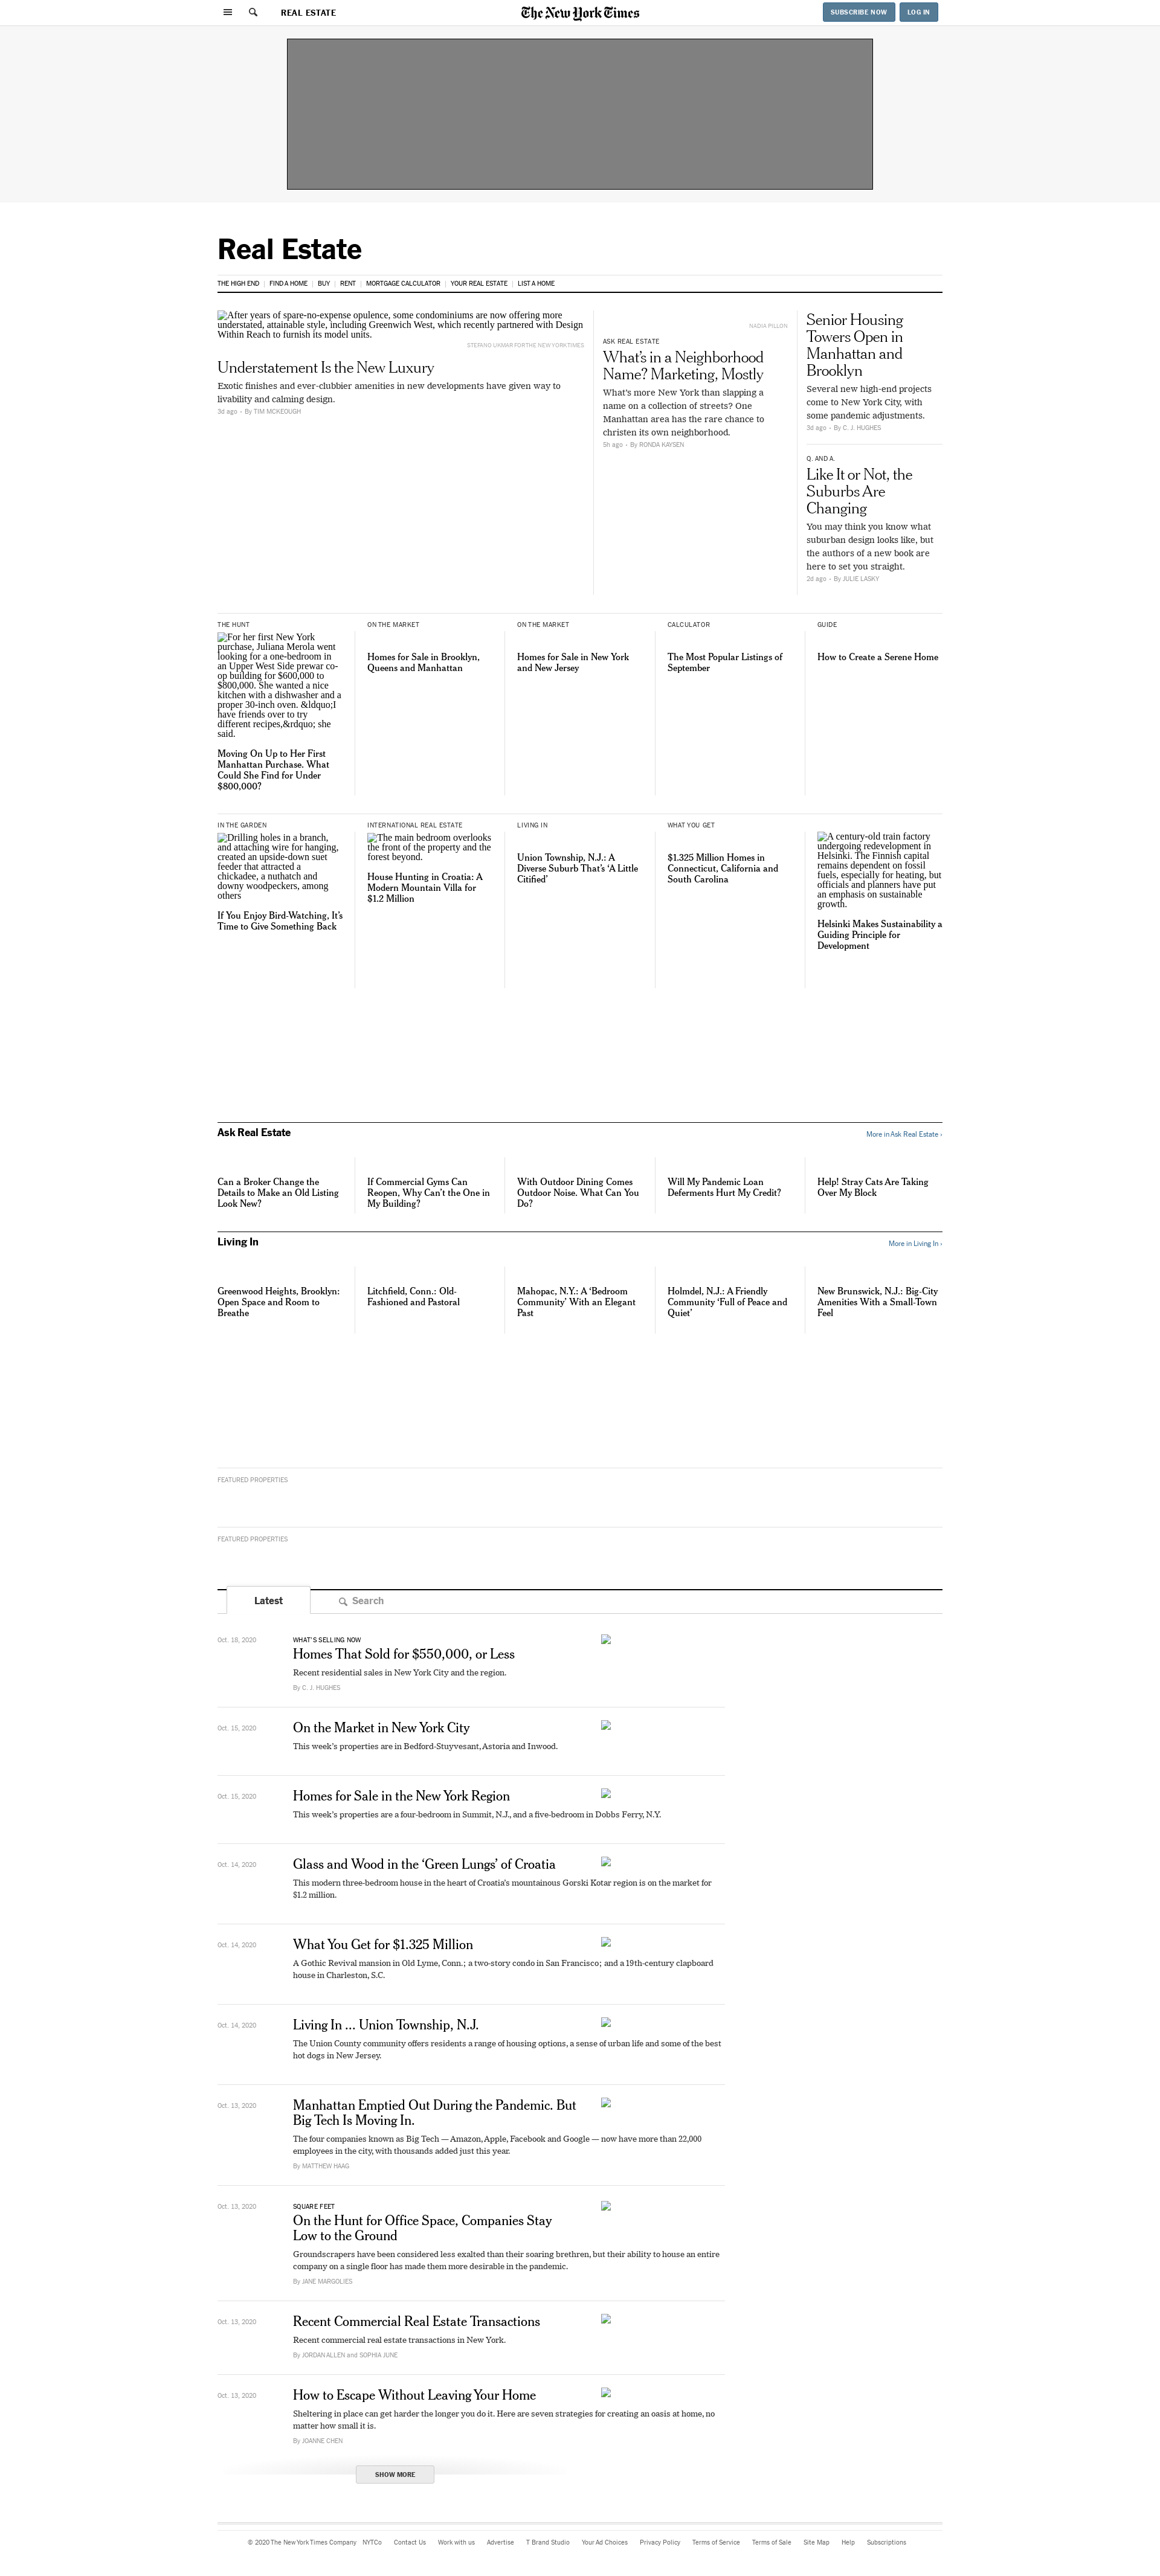 REAL ESTATE
The New York Times
SUBSCRIBE NOW
LOG IN
Real Estate
THE HIGH END
FIND A HOME
BUY
RENT
MORTGAGE CALCULATOR
YOUR REAL ESTATE
LIST A HOME
After years of spare-no-expense opulence, some condominiums are now offering more
understated, attainable style, including Greenwich West, which recently partnered with Design
Within Reach to furnish its model units.
STEFANO UKMAR FOR THE NEW YORK TIMES
Understatement Is the New Luxury
Exotic finishes and ever-clubbier amenities in new developments have given way to
livability and calming design.
3d ago • By TIM MCKEOUGH
NADIA PILLON
ASK REAL ESTATE
What’s in a Neighborhood
Name? Marketing, Mostly
What’s more New York than slapping a
name on a collection of streets? One
Manhattan area has the rare chance to
christen its own neighborhood.
5h ago • By RONDA KAYSEN
Senior Housing
Towers Open in
Manhattan and
Brooklyn
Several new high-end projects
come to New York City, with
some pandemic adjustments.
3d ago • By C. J. HUGHES
Q. AND A.
Like It or Not, the
Suburbs Are
Changing
You may think you know what
suburban design looks like, but
the authors of a new book are
here to set you straight.
2d ago • By JULIE LASKY
THE HUNT
For her first New York
purchase, Juliana Merola went
looking for a one-bedroom in
an Upper West Side prewar co-
op building for $600,000 to
$800,000. She wanted a nice
kitchen with a dishwasher and a
proper 30-inch oven. &ldquo;I
have friends over to try
different recipes,&rdquo; she
said.
Moving On Up to Her First
Manhattan Purchase. What
Could She Find for Under
$800,000?
ON THE MARKET
Homes for Sale in Brooklyn,
Queens and Manhattan
ON THE MARKET
Homes for Sale in New York
and New Jersey
CALCULATOR
The Most Popular Listings of
September
GUIDE
How to Create a Serene Home
IN THE GARDEN
Drilling holes in a branch,
and attaching wire for hanging,
created an upside-down suet
feeder that attracted a
chickadee, a nuthatch and
downy woodpeckers, among
others
If You Enjoy Bird-Watching, It’s
Time to Give Something Back
INTERNATIONAL REAL ESTATE
The main bedroom overlooks
the front of the property and the
forest beyond.
House Hunting in Croatia: A
Modern Mountain Villa for
$1.2 Million
LIVING IN
Union Township, N.J.: A
Diverse Suburb That’s ‘A Little
Citified’
WHAT YOU GET
$1.325 Million Homes in
Connecticut, California and
South Carolina
A century-old train factory
undergoing redevelopment in
Helsinki. The Finnish capital
remains dependent on fossil
fuels, especially for heating, but
officials and planners have put
an emphasis on sustainable
growth.
Helsinki Makes Sustainability a
Guiding Principle for
Development
Ask Real Estate
More in Ask Real Estate ›
Can a Broker Change the
Details to Make an Old Listing
Look New?
If Commercial Gyms Can
Reopen, Why Can’t the One in
My Building?
With Outdoor Dining Comes
Outdoor Noise. What Can You
Do?
Will My Pandemic Loan
Deferments Hurt My Credit?
Help! Stray Cats Are Taking
Over My Block
Living In
More in Living In ›
Greenwood Heights, Brooklyn:
Open Space and Room to
Breathe
Litchfield, Conn.: Old-
Fashioned and Pastoral
Mahopac, N.Y.: A ‘Bedroom
Community’ With an Elegant
Past
Holmdel, N.J.: A Friendly
Community ‘Full of Peace and
Quiet’
New Brunswick, N.J.: Big-City
Amenities With a Small-Town
Feel
FEATURED PROPERTIES
FEATURED PROPERTIES
Latest
Search
Oct. 18, 2020
WHAT'S SELLING NOW
Homes That Sold for $550,000, or Less
Recent residential sales in New York City and the region.
By C. J. HUGHES
Oct. 15, 2020
On the Market in New York City
This week’s properties are in Bedford-Stuyvesant, Astoria and Inwood.
Oct. 15, 2020
Homes for Sale in the New York Region
This week’s properties are a four-bedroom in Summit, N.J., and a five-bedroom in Dobbs Ferry, N.Y.
Oct. 14, 2020
Glass and Wood in the ‘Green Lungs’ of Croatia
This modern three-bedroom house in the heart of Croatia’s mountainous Gorski Kotar region is on the market for
$1.2 million.
Oct. 14, 2020
What You Get for $1.325 Million
A Gothic Revival mansion in Old Lyme, Conn.; a two-story condo in San Francisco; and a 19th-century clapboard
house in Charleston, S.C.
Oct. 14, 2020
Living In ... Union Township, N.J.
The Union County community offers residents a range of housing options, a sense of urban life and some of the best
hot dogs in New Jersey.
Oct. 13, 2020
Manhattan Emptied Out During the Pandemic. But
Big Tech Is Moving In.
The four companies known as Big Tech — Amazon, Apple, Facebook and Google — now have more than 22,000
employees in the city, with thousands added just this year.
By MATTHEW HAAG
Oct. 13, 2020
SQUARE FEET
On the Hunt for Office Space, Companies Stay
Low to the Ground
Groundscrapers have been considered less exalted than their soaring brethren, but their ability to house an entire
company on a single floor has made them more desirable in the pandemic.
By JANE MARGOLIES
Oct. 13, 2020
Recent Commercial Real Estate Transactions
Recent commercial real estate transactions in New York.
By JORDAN ALLEN and SOPHIA JUNE
Oct. 13, 2020
How to Escape Without Leaving Your Home
Sheltering in place can get harder the longer you do it. Here are seven strategies for creating an oasis at home, no
matter how small it is.
By JOANNE CHEN
SHOW MORE
© 2020 The New York Times Company
NYTCo
Contact Us
Work with us
Advertise
T Brand Studio
Your Ad Choices
Privacy Policy
Terms of Service
Terms of Sale
Site Map
Help
Subscriptions